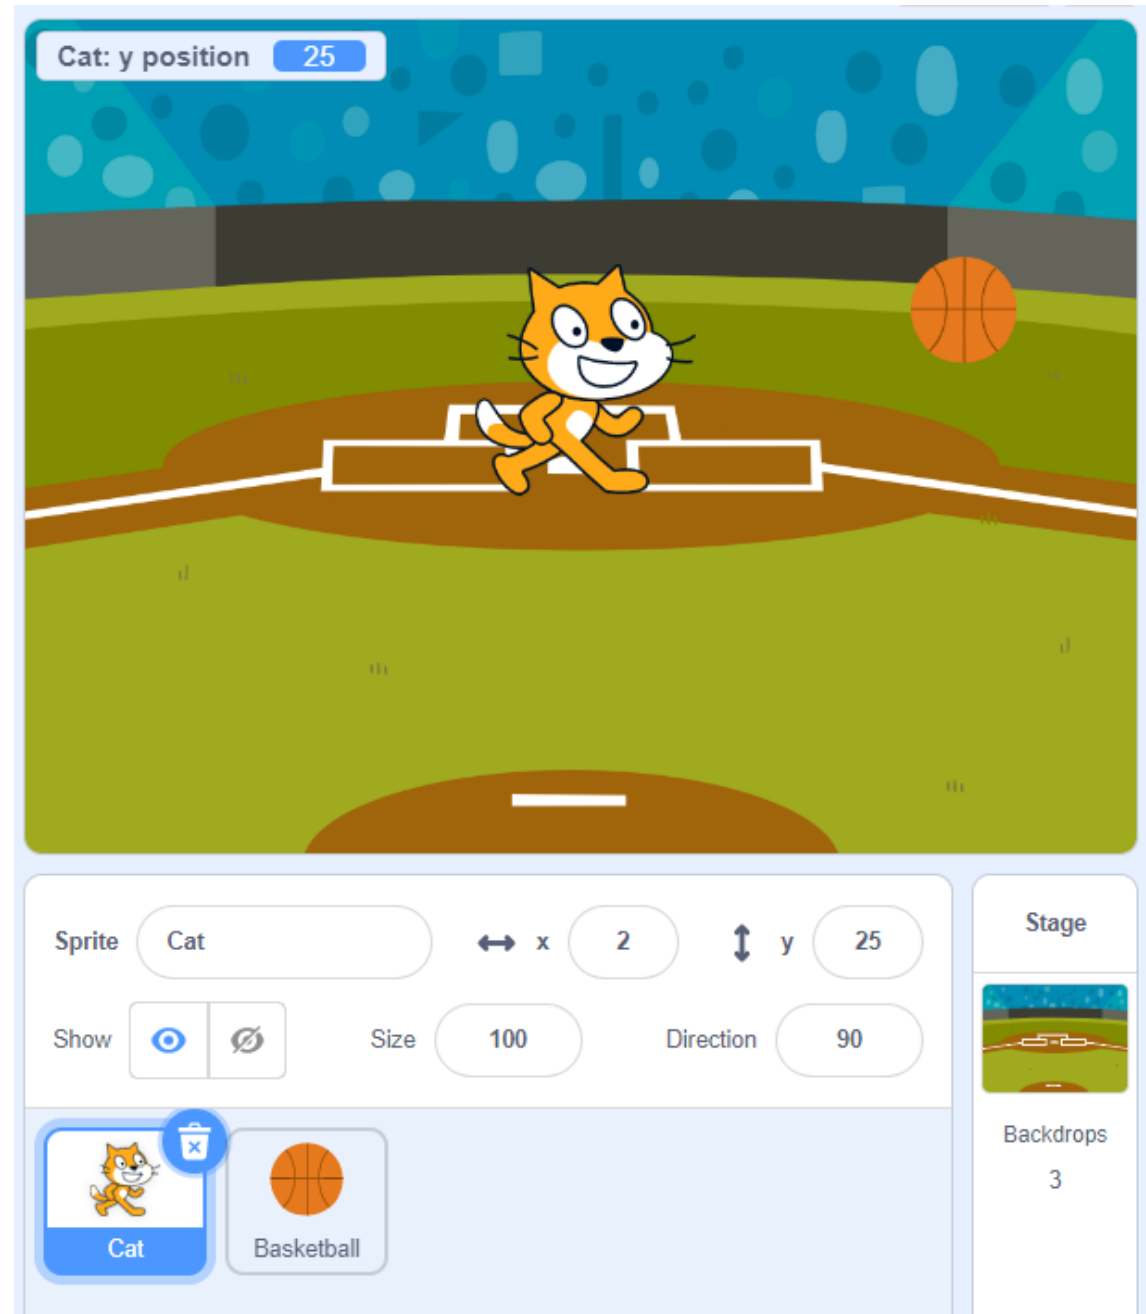 Cat: y position 25
Sprite Cat x 2 y 25
Show Size 100 Direction 90
Cat
Basketball
Stage
Backdrops
3